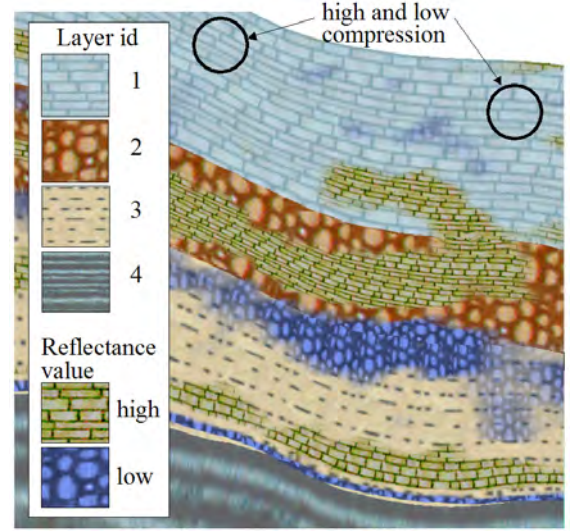 high and low
compression
Layer id
1
2
3
4
Reflectance
value
high
low